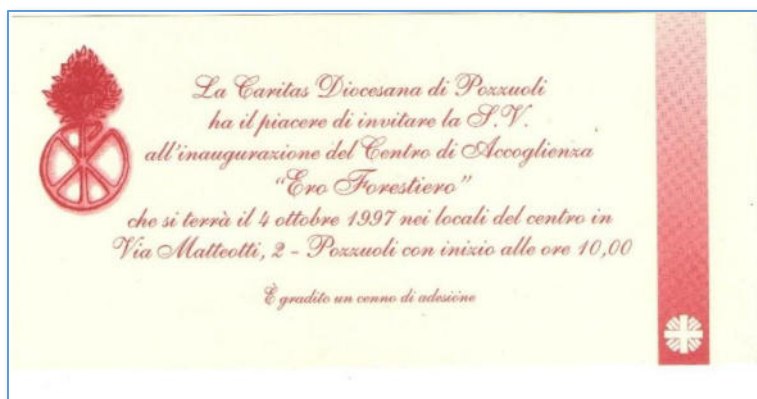 La Caritas Diocesana di Pozzuoli
ha il piacere di invitare la S.V.
all'inaugurazione del Centro di Accoglienza
"Ero Forestiero"
che si terrà il 4 ottobre 1997 nei locali del centro in
Via Matteotti, 2 - Pozzuoli con inizio alle ore 10,00
È gradito un cenno di adesione